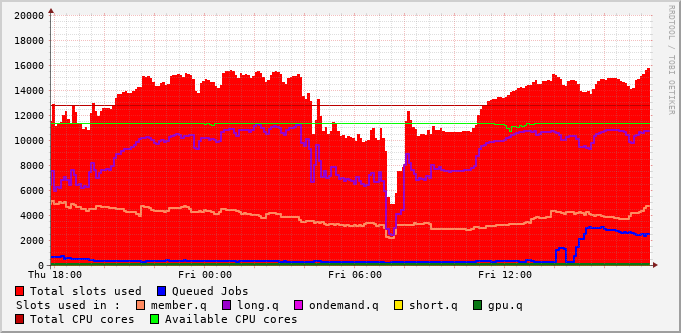 20000
18000
16000
14000
12000
10000
8000
6000
4000
2000
0
Thu 18:00 Fri 00:00 Fri 06:00 Fri 12:00
RRDTOOL / TOBI OETIKER
Total slots used Queued Jobs
Slots used in : member.q long.q ondemand.q short.q gpu.q
Total CPU cores Available CPU cores